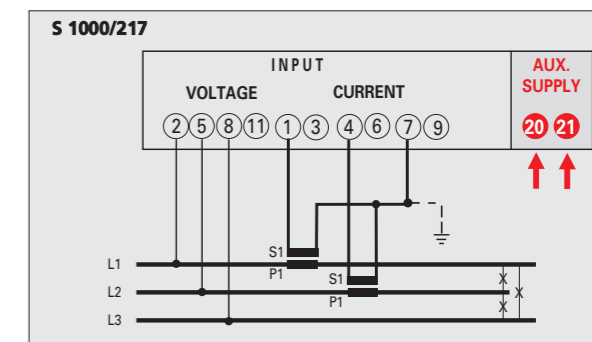 S 1000/217
INPUT
AUX.
SUPPLY
VOLTAGE CURRENT
2 5 8 11 1 3 4 6 7 9 20 21
S1
L1
P1
S1
X
L2
X
P1
X
L3